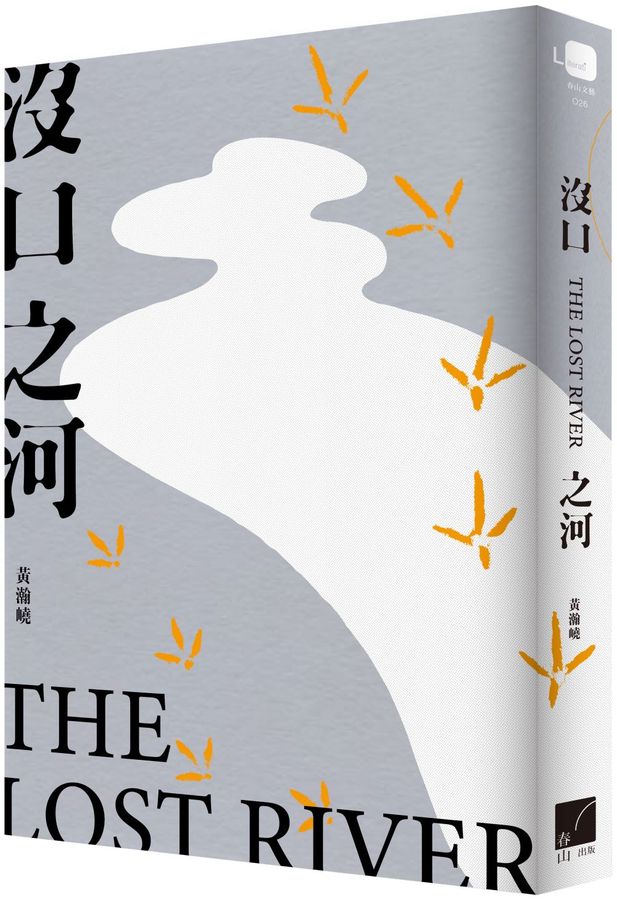 沒口之河
黃瀚嶢
THE
LOST RIVER
Literati
春山文藝
026
沒口
THE LOST RIVER
之河
黃瀚嶢
春山
出版